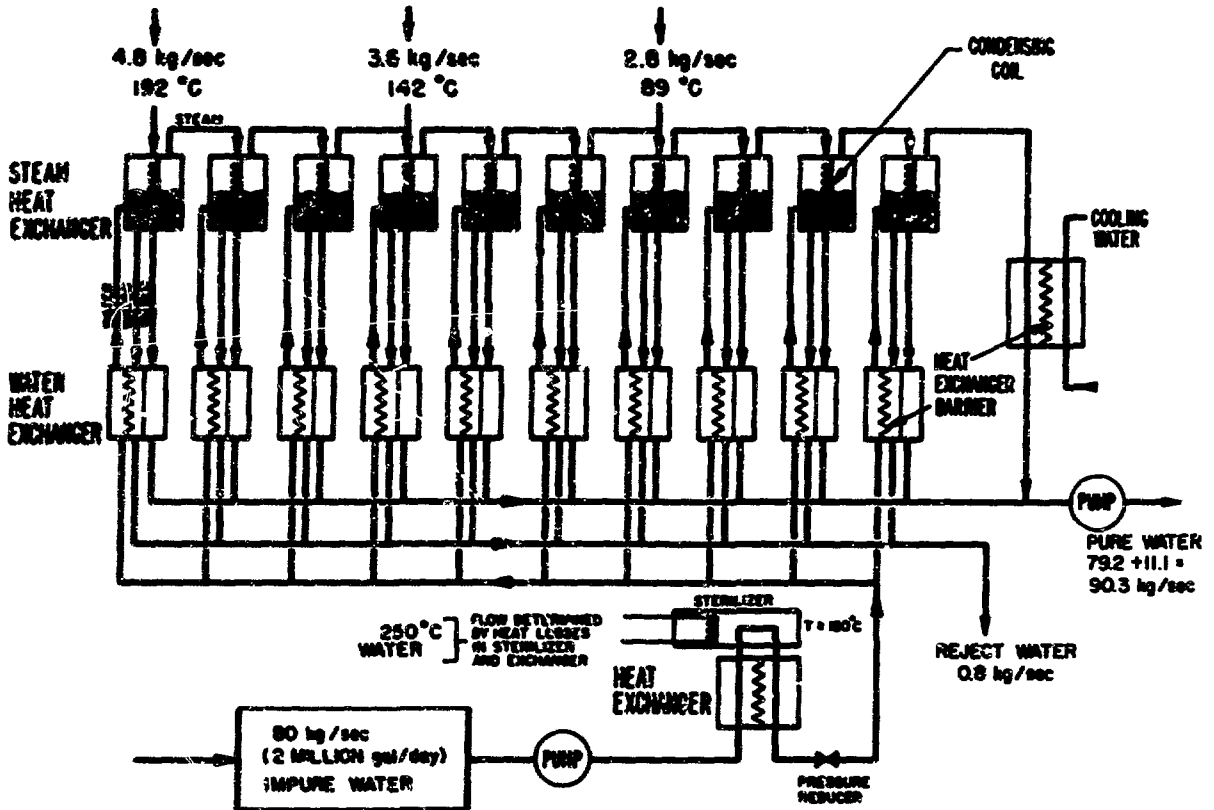 4.8 kg/sec
192 °C
3.6 kg/sec
142 °C
2.8 kg/sec
89 °C
CONDENSING
COIL
STEAM
STEAM
HEAT
EXCHANGER
COOLING
WATER
WATER
HEAT
EXCHANGER
HEAT
EXCHANGER
BARRIER
PUMP
PURE WATER
79.2 + 11.1 =
90.3 kg/sec
STERILIZER
250°C
WATER
FLOW DETERMINED
BY HEAT LOSSES
IN STERILIZER
AND EXCHANGER
REJECT WATER
0.8 kg/sec
HEAT
EXCHANGER
80 kg/sec
(2 MILLION gal/day)
IMPURE WATER
PUMP
PRESSURE
REDUCER